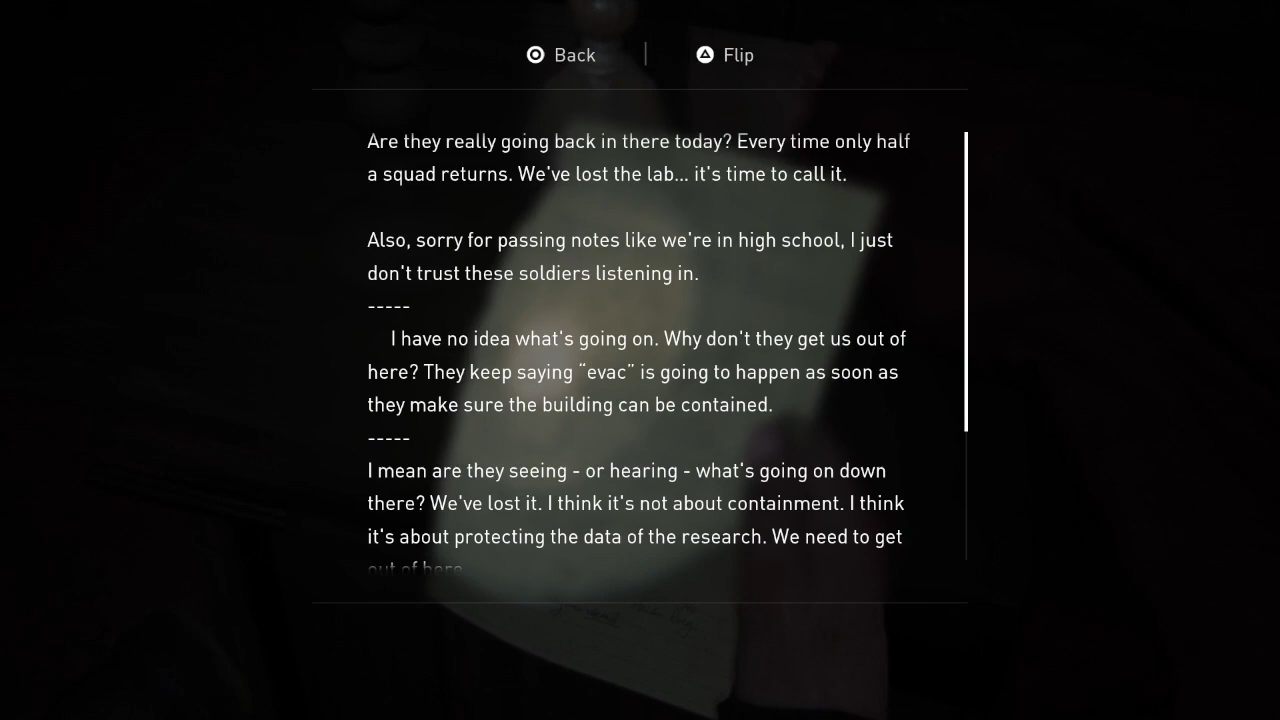 Back | Flip
Are they really going back in there today? Every time only half
a squad returns. We've lost the lab... it's time to call it.
Also, sorry for passing notes like we're in high school, I just
don't trust these soldiers listening in.
-----
I have no idea what's going on. Why don't they get us out of
here? They keep saying “evac” is going to happen as soon as
they make sure the building can be contained.
-----
I mean are they seeing - or hearing - what's going on down
there? We've lost it. I think it's not about containment. I think
it's about protecting the data of the research. We need to get
out of here